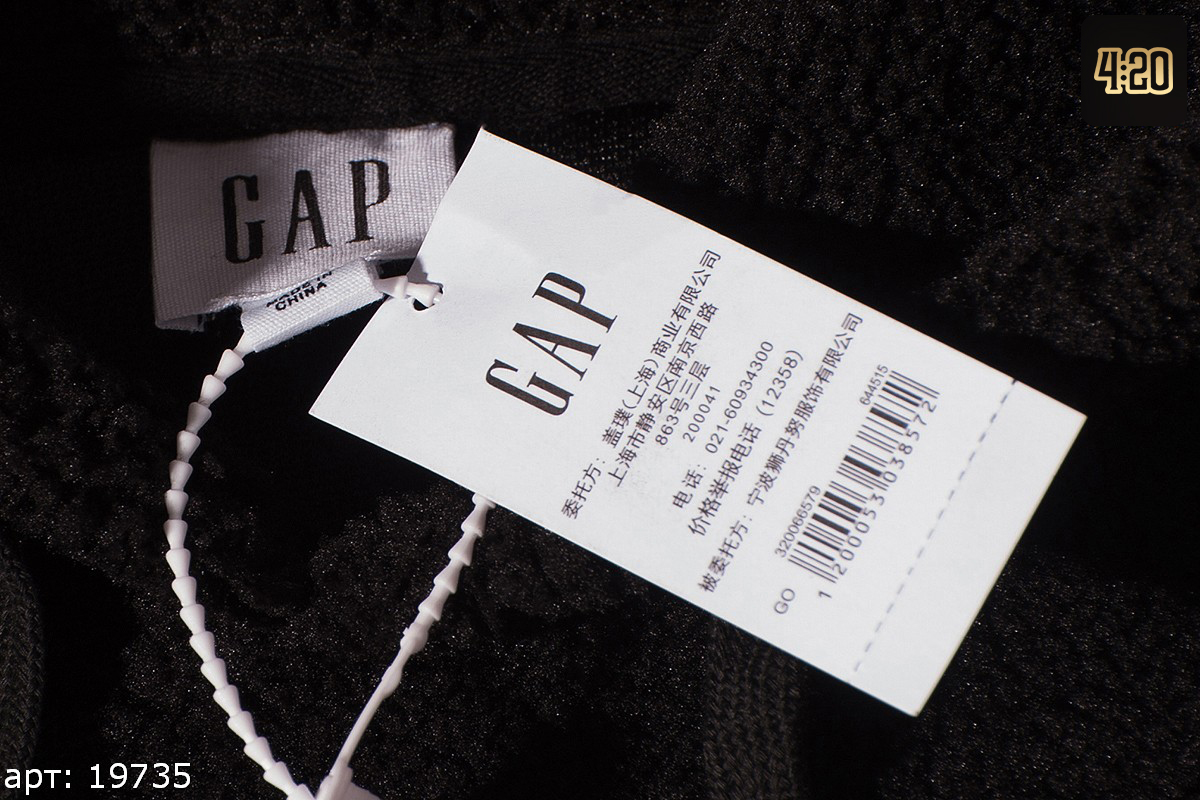 4:20
GAP
MADE IN
CHINA
GAP
委托方：盖璞（上海）商业有限公司
上海市静安区南京西路
863号三层
200041
电话：021-60934300
价格举报电话（12358）
被委托方：宁波狮丹努服饰有限公司
GO 320066579 644515
1 200053 038572
арт: 19735